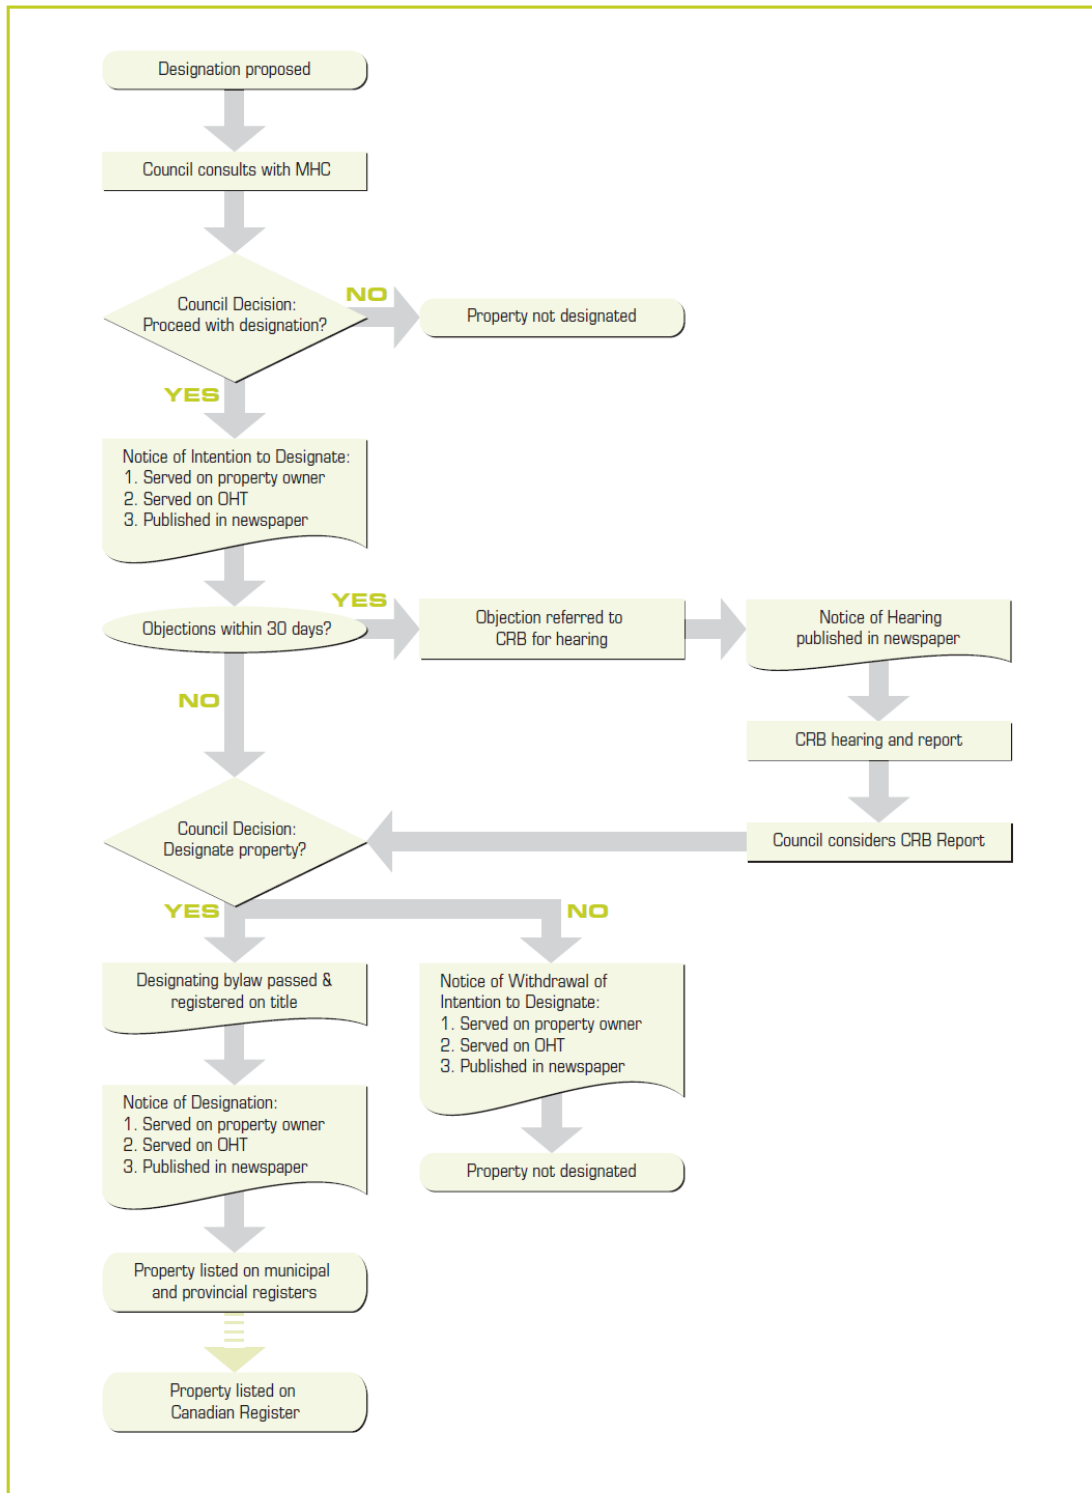 Designation proposed
Council consults with MHC
Council Decision:
Proceed with designation?
NO
Property not designated
YES
Notice of Intention to Designate:
1. Served on property owner
2. Served on OHT
3. Published in newspaper
Objections within 30 days?
YES
Objection referred to
CRB for hearing
Notice of Hearing
published in newspaper
CRB hearing and report
Council considers CRB Report
NO
Council Decision:
Designate property?
YES
NO
Designating bylaw passed &
registered on title
Notice of Withdrawal of
Intention to Designate:
1. Served on property owner
2. Served on OHT
3. Published in newspaper
Notice of Designation:
1. Served on property owner
2. Served on OHT
3. Published in newspaper
Property not designated
Property listed on municipal
and provincial registers
Property listed on
Canadian Register